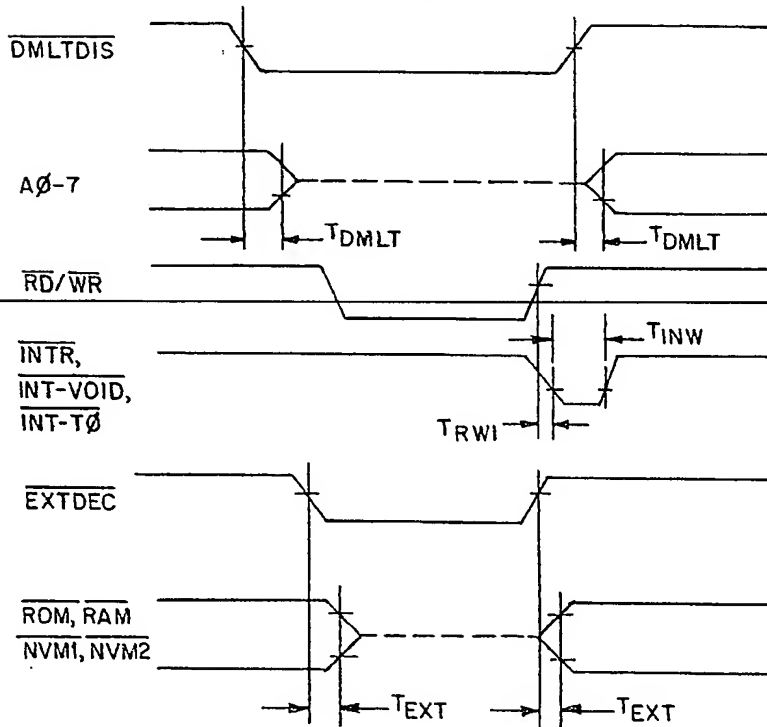 DMLTDIS
AØ-7
TDMLT TDMLT
RD/WR
INTR,
TINW
INT-VOID,
INT-TØ
TRWI
EXTDEC
ROM, RAM
NVM1, NVM2
TEXT TEXT